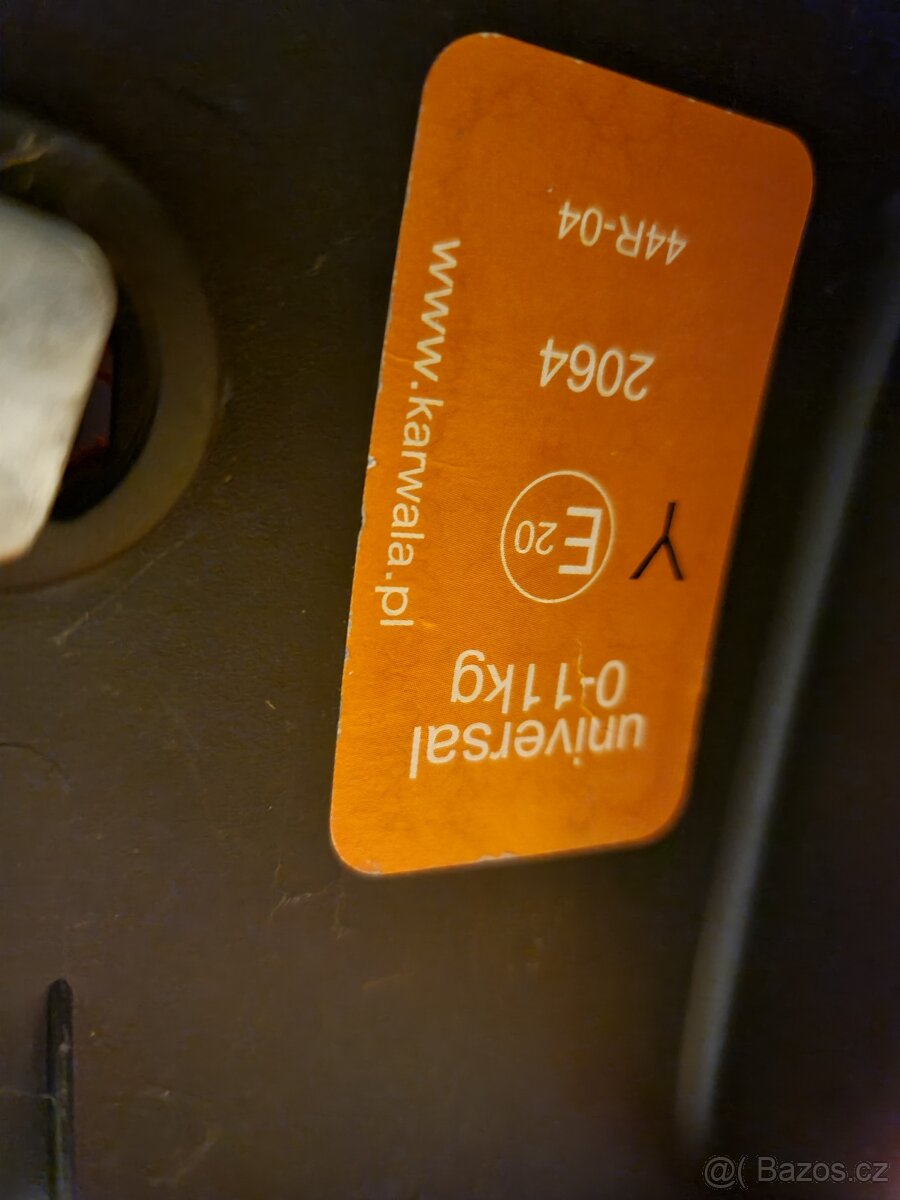 universal
0-11kg
Y
E 20
2064
44R-04
www.karwala.pl
@( Bazos.cz